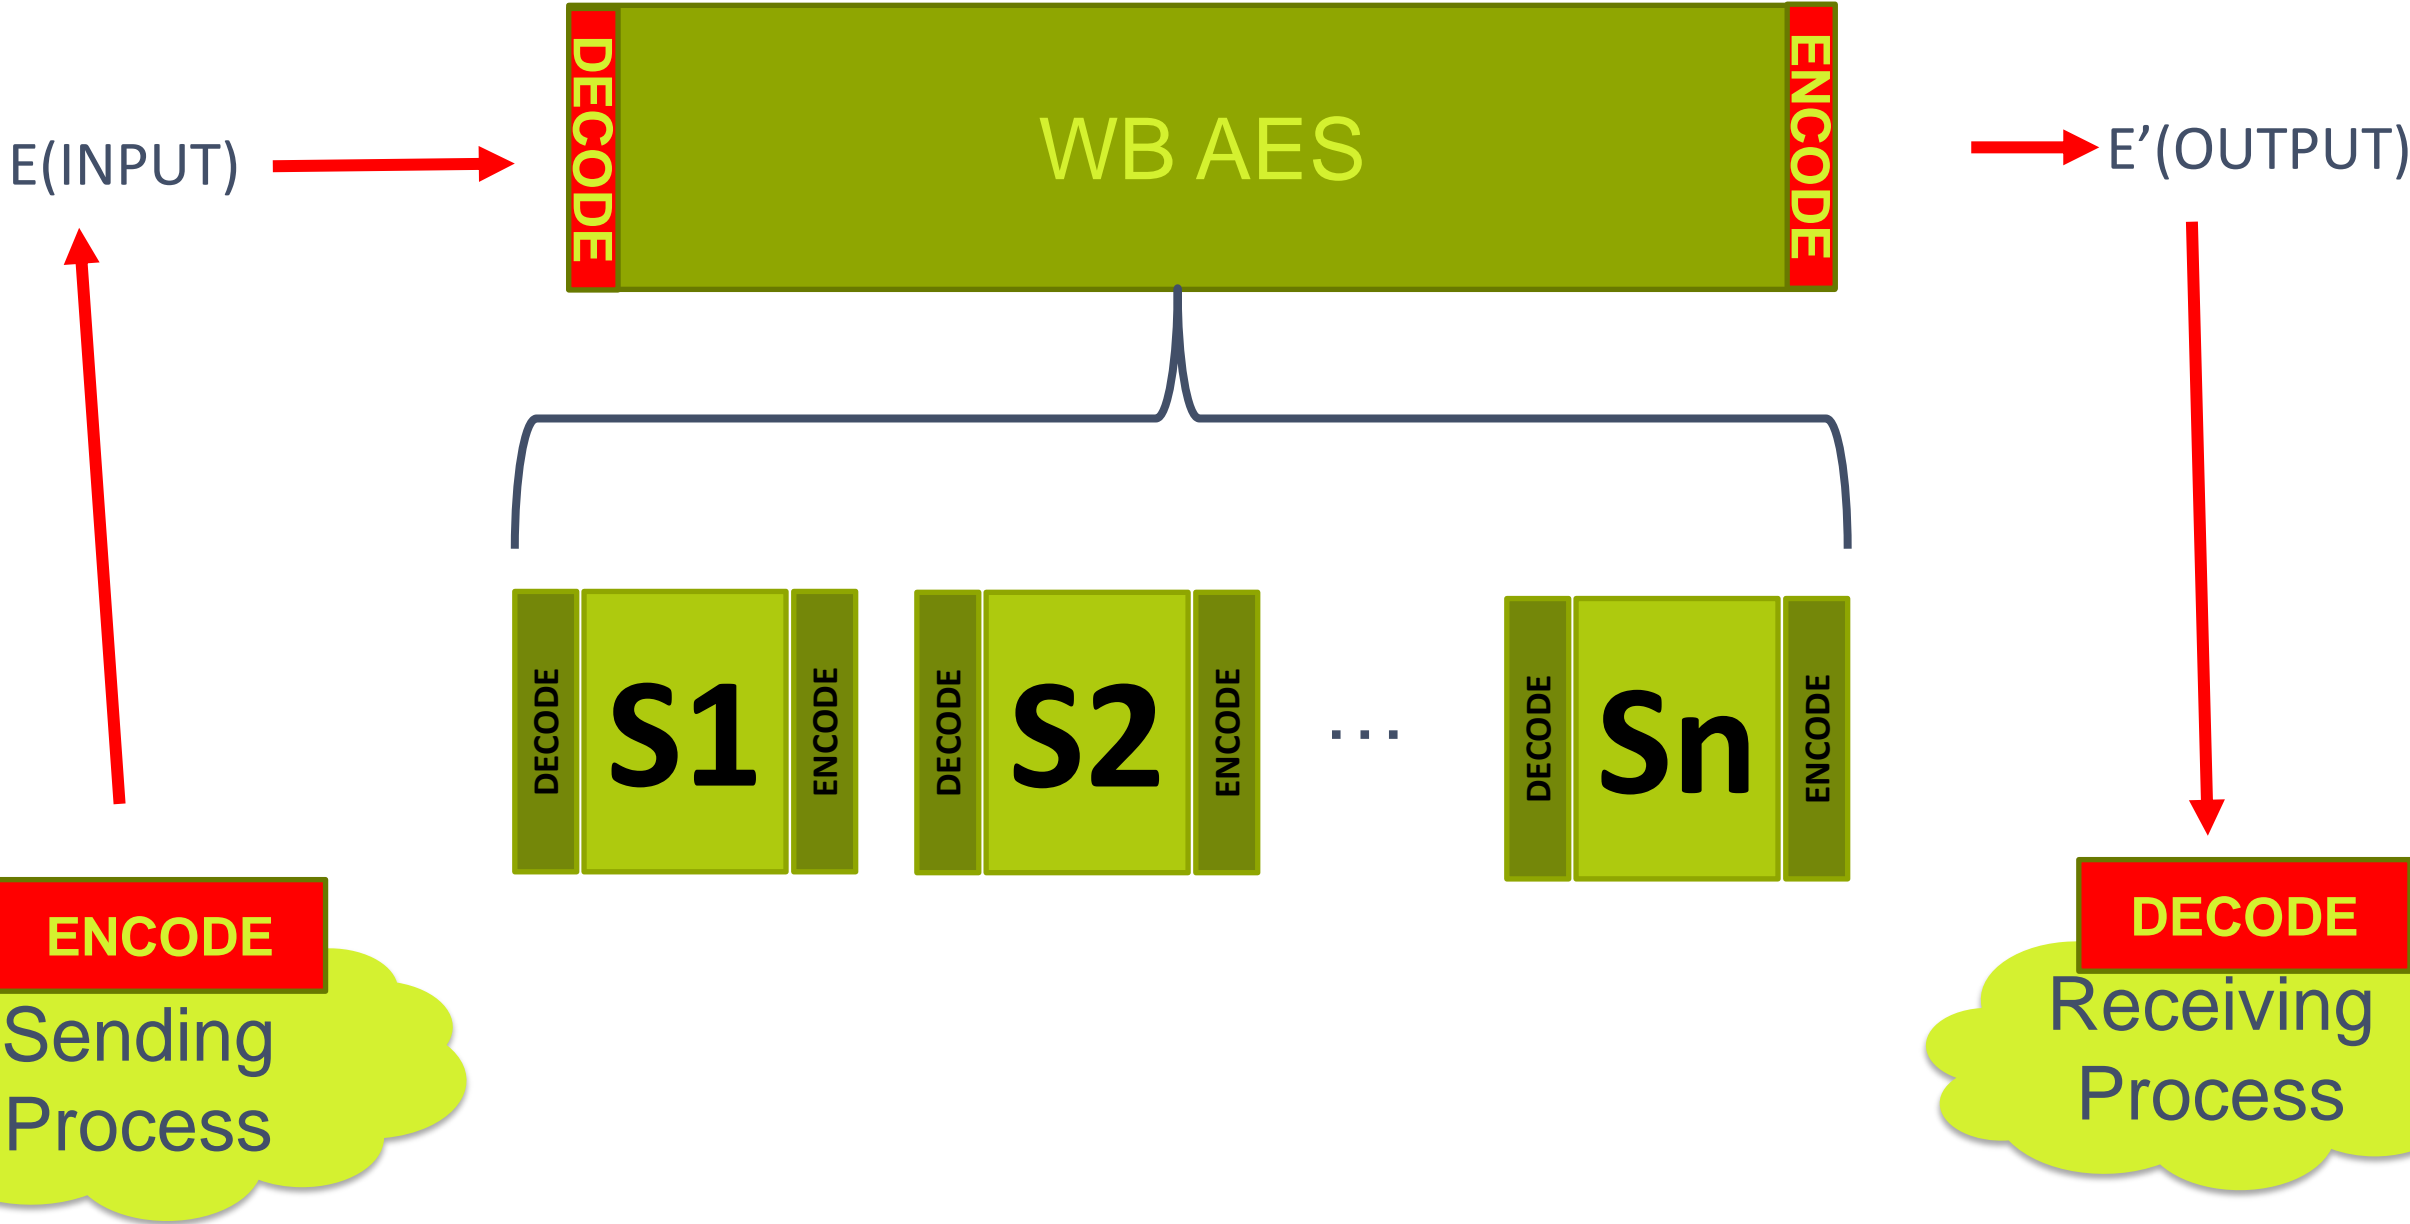 DECODE
WB AES
ENCODE
E(INPUT)
E’(OUTPUT)
DECODE
S1
ENCODE
DECODE
S2
ENCODE
...
DECODE
Sn
ENCODE
ENCODE
Sending
Process
DECODE
Receiving
Process